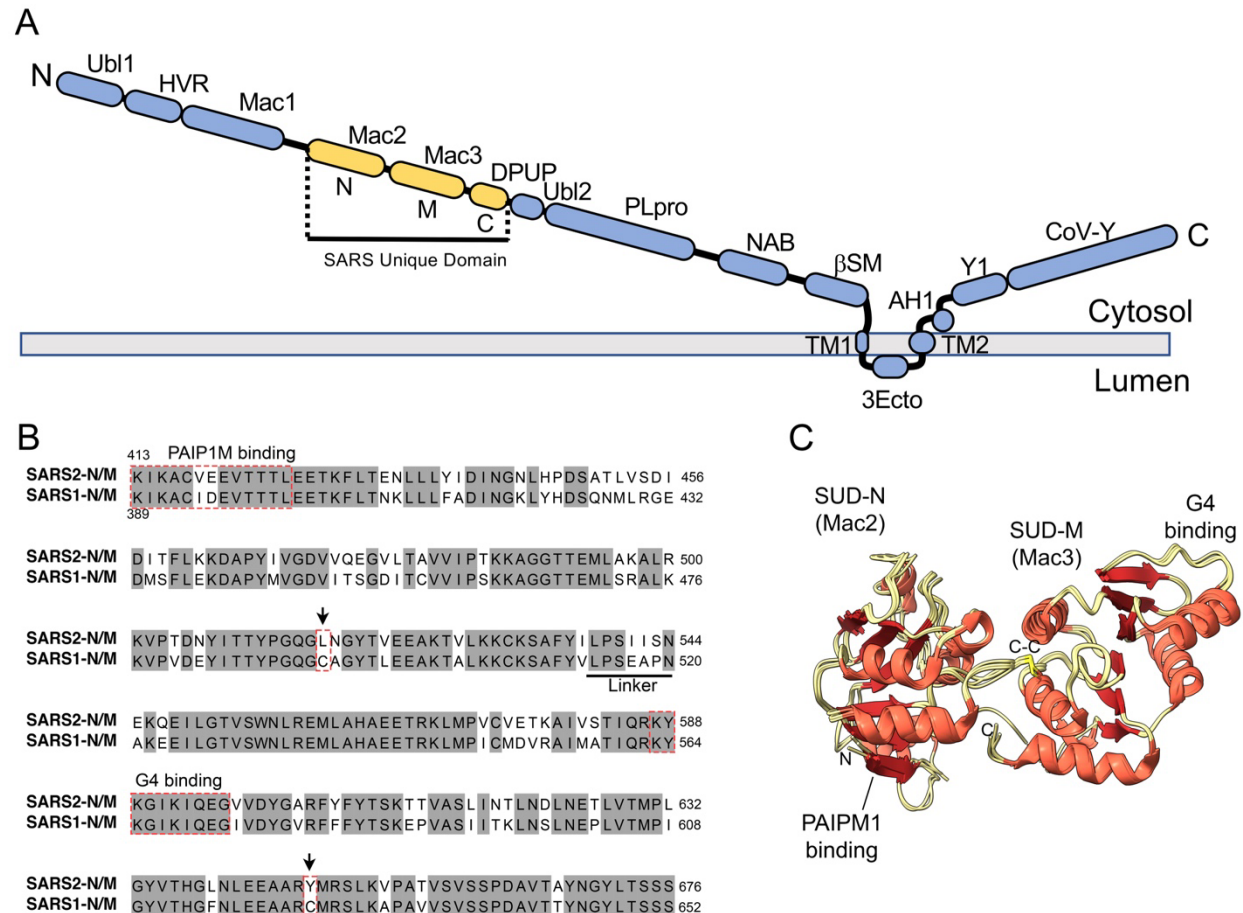 A
N
Ubl1
HVR
Mac1
Mac2
Mac3
DPUP
Ubl2
PLpro
NAB
βSM
AH1
Y1
CoV-Y
C
N
M
C
SARS Unique Domain
TM1
TM2
3Ecto
Cytosol
Lumen
B
413
PAIP1M binding
SARS2-N/M KIKACVEEVTTTLEETKFLTENLLLYIDINGNLHPDSATLVSDI 456
SARS1-N/M KIKACIDEVTTTLEETKFLTNKLLLFADINGKLYHDSQNMLRGE 432
389
SARS2-N/M DITFLKKDAPYIVGDVVQEGVLTAVVIPTKKAGGTTEMLAKALR 500
SARS1-N/M DMSFLEKDAPYMVGDVITSGDITCVVIPSKKAGGTTEMLSRALK 476
SARS2-N/M KVPTDNYITTYPGQGLNGYTVEEAKTVLKKCKSAFYILPSIISN 544
SARS1-N/M KVPVDEYITTYPGQGCAGYTLEEAKTALKKCKSAFYVLPSEAPN 520
Linker
SARS2-N/M EKQEILGTVSWNLREMLAHAEETRKLMPVCVETKAIVSTIQRKY 588
SARS1-N/M AKEEILGTVSWNLREMLAHAEETRKLMPICMDVRAIMATIQRKY 564
G4 binding
SARS2-N/M KGIKIQEGVVDYGARFYFYTSKTTVASLINTLNDLNETLVTMPL 632
SARS1-N/M KGIKIQEGIVDYGVRFFFYTSKEPVASIITKLNSLNEPLVTMPI 608
SARS2-N/M GYVTHGLNLEEAARYMRSLKVPATVSVSSPDAVTAYNGYLTSSS 676
SARS1-N/M GYVTHGFNLEEAARCMRSLKAPAVVSVSSPDAVTTYNGYLTSSS 652
C
SUD-N
(Mac2)
SUD-M
(Mac3)
G4
binding
C-C
C
N
PAIPM1
binding